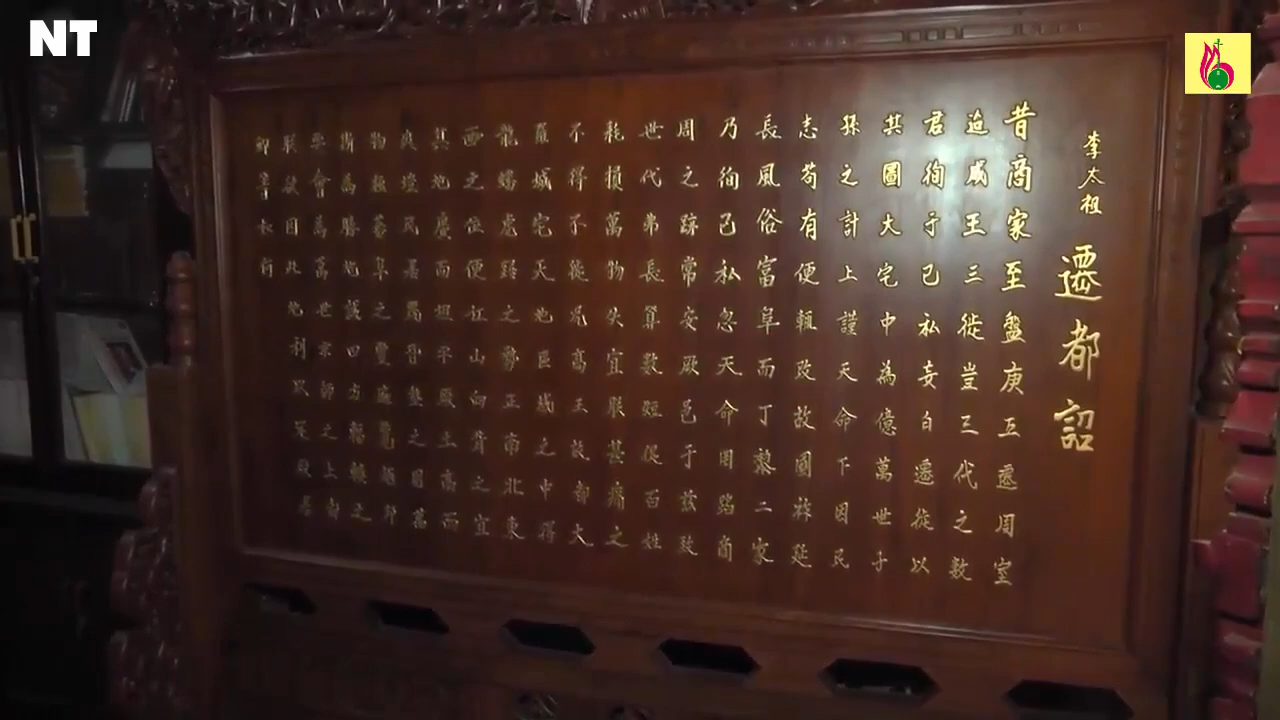 NT
李太祖 遷都詔
昔商家至盤庚五遷周室
迨成王三徙豈三代之數
君徇于己私妄自遷徙以
其圖大宅中為億萬世子
孫之計上謹天命下因民
志苟有便輒改故國祚延
長風俗富阜而丁黎二家
乃徇己私忽天命罔蹈商
周之跡常安厥邑于茲致
世代弗長算數短促百姓
耗損萬物失宜朕甚痛之
不得不徙況高王故都大
羅城宅天地區域之中得
龍蟠虎踞之勢正南北東
西之位便江山向背之宜
其地廣而坦平厥土高而
爽塏民居蔑昏墊之困萬
物極蕃阜之豐遍覽越邦
斯為勝地誠四方輻輳之
要會為萬世京師之上都
朕欲因此地利以定厥居
卿等如何